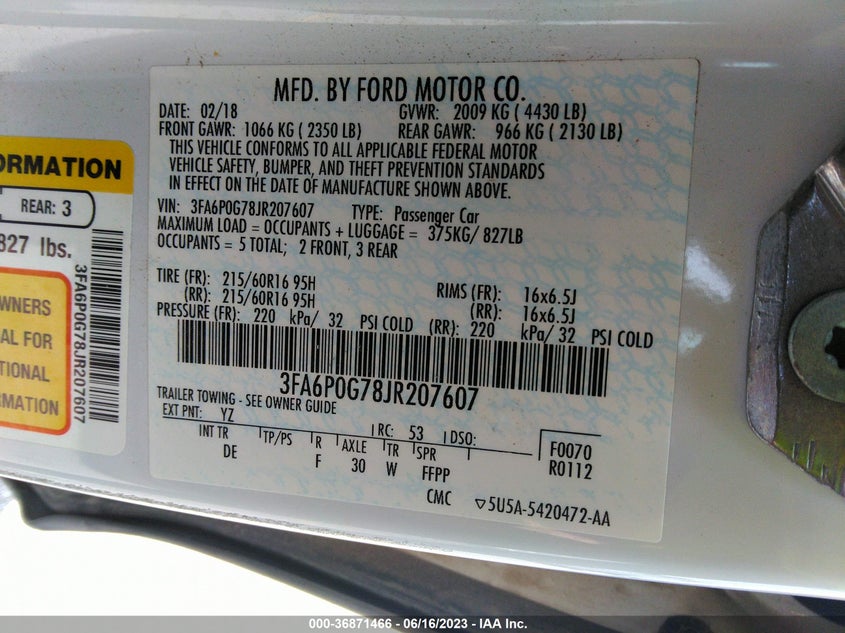 MFD. BY FORD MOTOR CO.
DATE: 02/18 GVWR: 2009 KG ( 4430 LB)
FRONT GAWR: 1066 KG ( 2350 LB) REAR GAWR: 966 KG ( 2130 LB)
THIS VEHICLE CONFORMS TO ALL APPLICABLE FEDERAL MOTOR
VEHICLE SAFETY, BUMPER, AND THEFT PREVENTION STANDARDS
IN EFFECT ON THE DATE OF MANUFACTURE SHOWN ABOVE.
VIN: 3FA6P0G78JR207607 TYPE: Passenger Car
MAXIMUM LOAD = OCCUPANTS + LUGGAGE = 375KG/ 827LB
OCCUPANTS = 5 TOTAL; 2 FRONT, 3 REAR
TIRE (FR): 215/60R16 95H RIMS (FR): 16x6.5J
(RR): 215/60R16 95H (RR): 16x6.5J
PRESSURE (FR): 220 kPa/ 32 PSI COLD (RR): 220 kPa/ 32 PSI COLD
3FA6P0G78JR207607
TRAILER TOWING - SEE OWNER GUIDE
EXT PNT: YZ RC: 53 DSO: F0070
INT TR TP/PS R AXLE TR SPR R0112
DE F 30 W FFPP
CMC ▽5U5A-5420472-AA
ORMATION
REAR: 3
827 lbs.
WNERS
AL FOR
TIONAL
RMATION
3FA6P0G78JR207607
000-36871466 - 06/16/2023 - IAA Inc.